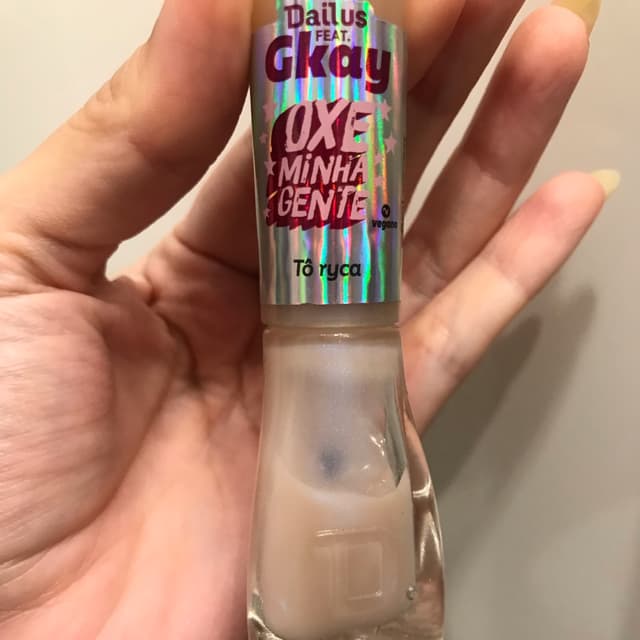 Dailus
FEAT.
Gkay
OXE
MINHA
GENTE
vegano
Tô ryca
D